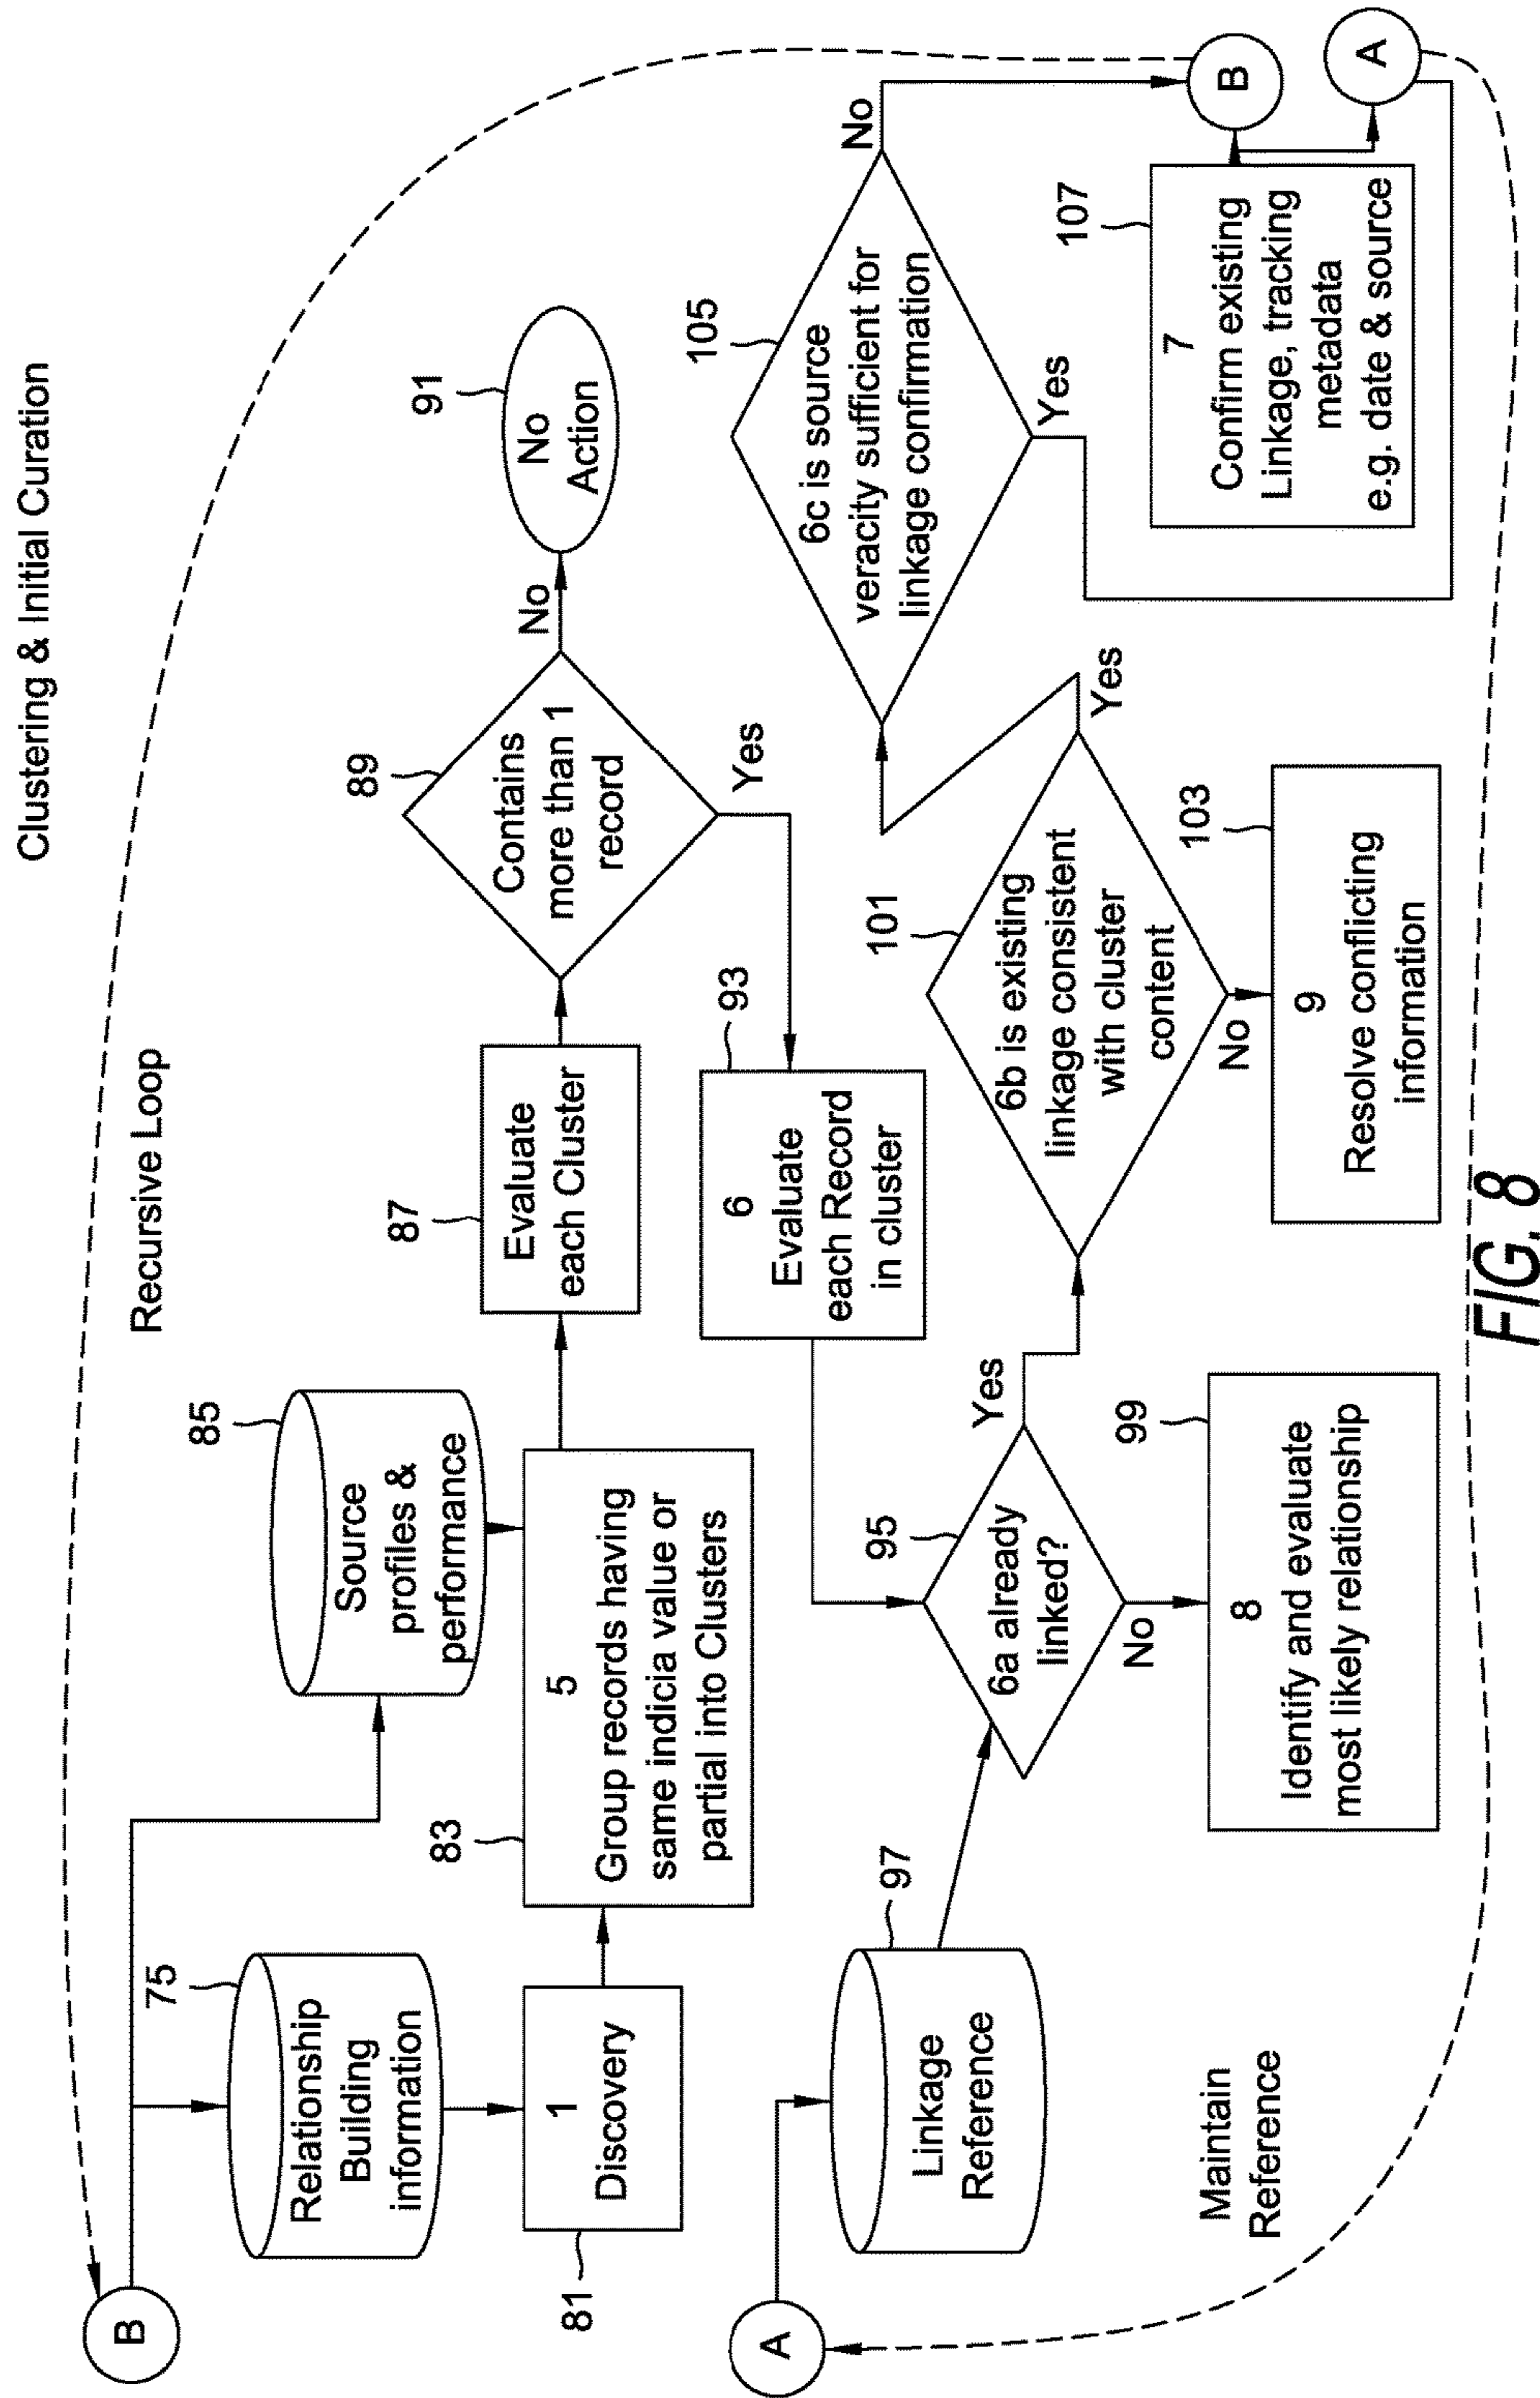 Clustering & Initial Curation
Recursive Loop
B
75
Relationship
Building
information
85
Source
profiles &
performance
81
1
Discovery
83
5
Group records having
same indicia value or
partial into Clusters
87
Evaluate
each Cluster
89
Contains
more than 1
record
No
Yes
91
No
Action
93
6
Evaluate
each Record
in cluster
A
97
Linkage
Reference
95
6a already
linked?
Yes
No
99
8
Identify and evaluate
most likely relationship
101
6b is existing
linkage consistent
with cluster
content
Yes
No
103
9
Resolve conflicting
information
105
6c is source
veracity sufficient for
linkage confirmation
No
Yes
107
7
Confirm existing
Linkage, tracking
metadata
e.g. date & source
B
A
Maintain
Reference
FIG. 8